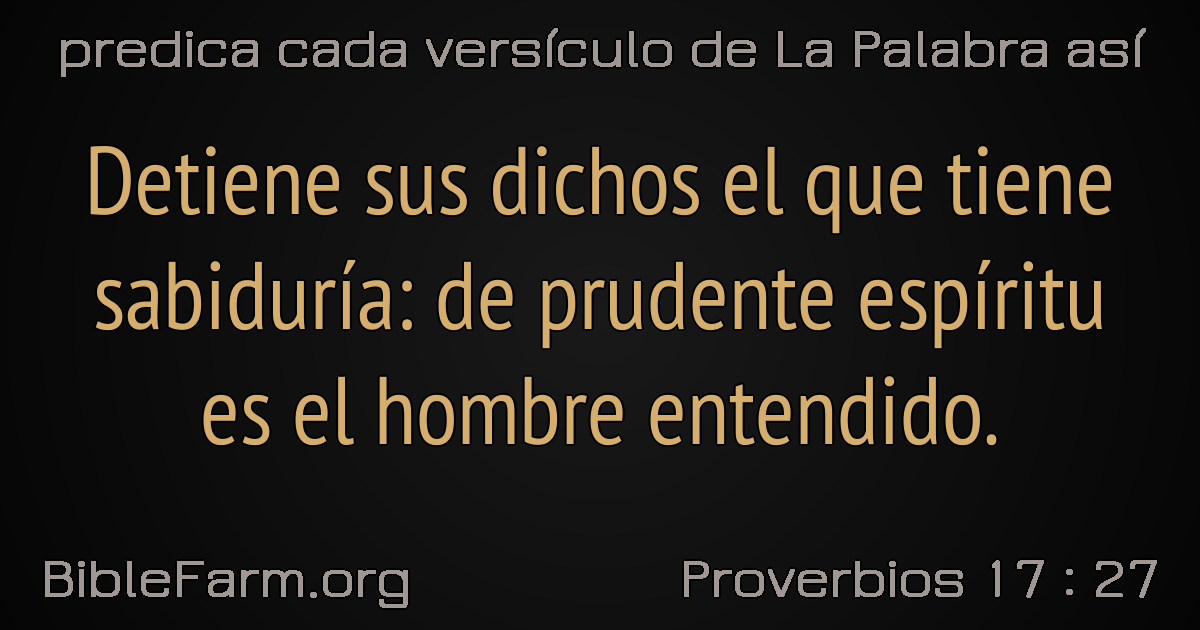 predica cada versículo de La Palabra así
Detiene sus dichos el que tiene
sabiduría: de prudente espíritu
es el hombre entendido.
BibleFarm.org
Proverbios 17 : 27